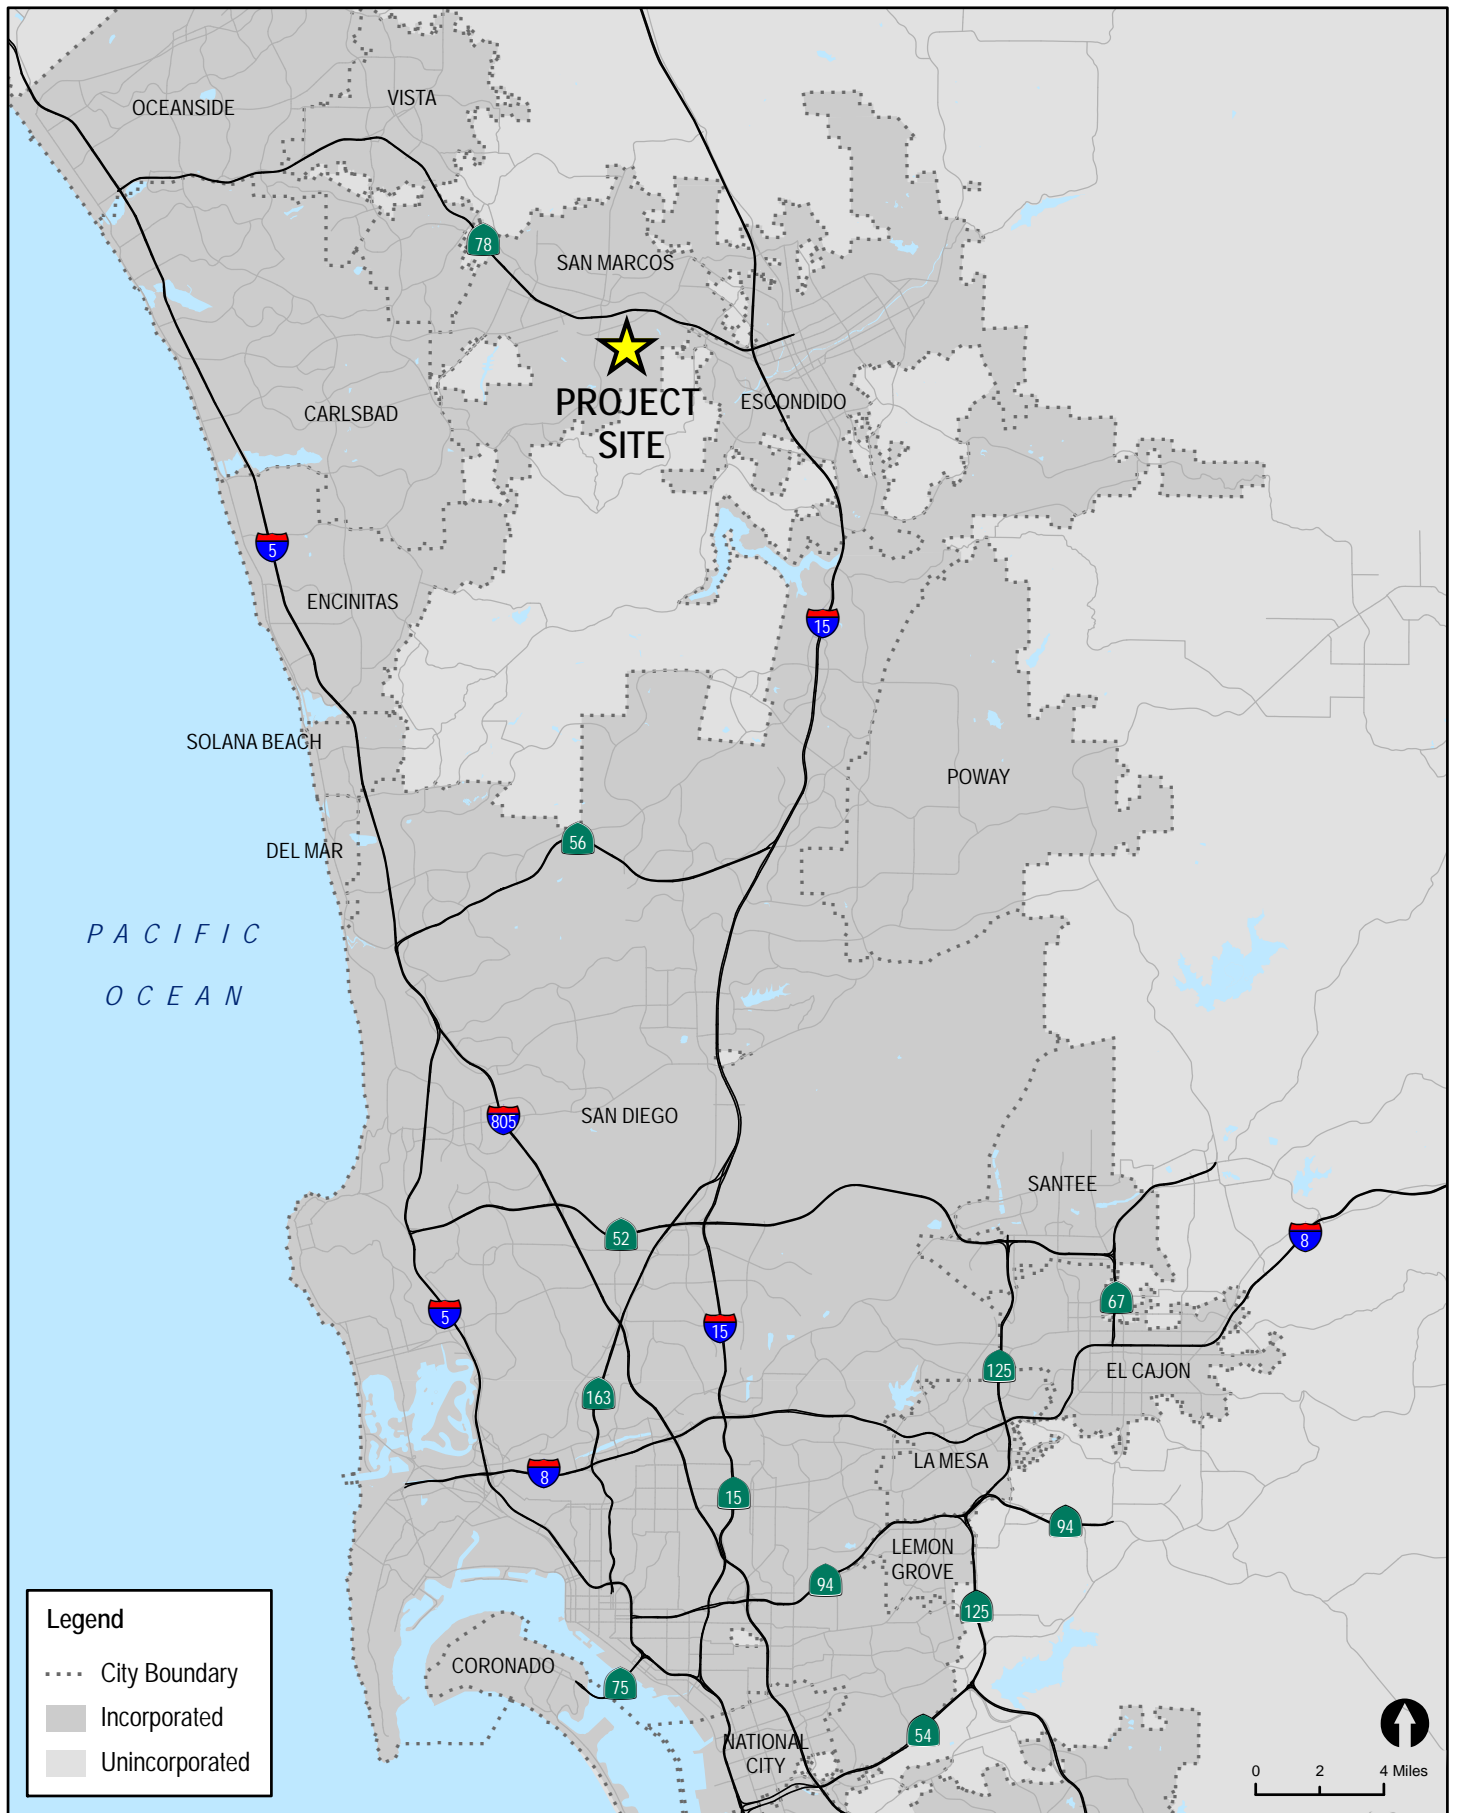 OCEANSIDE
VISTA
78
SAN MARCOS
PROJECT
SITE
ESCONDIDO
CARLSBAD
5
ENCINITAS
15
SOLANA BEACH
POWAY
56
DEL MAR
PACIFIC
OCEAN
805
SAN DIEGO
SANTEE
52
8
67
5
15
125
EL CAJON
163
LA MESA
8
15
94
LEMON
GROVE
94
125
CORONADO
75
54
NATIONAL
CITY
Legend
City Boundary
Incorporated
Unincorporated
0 2 4 Miles